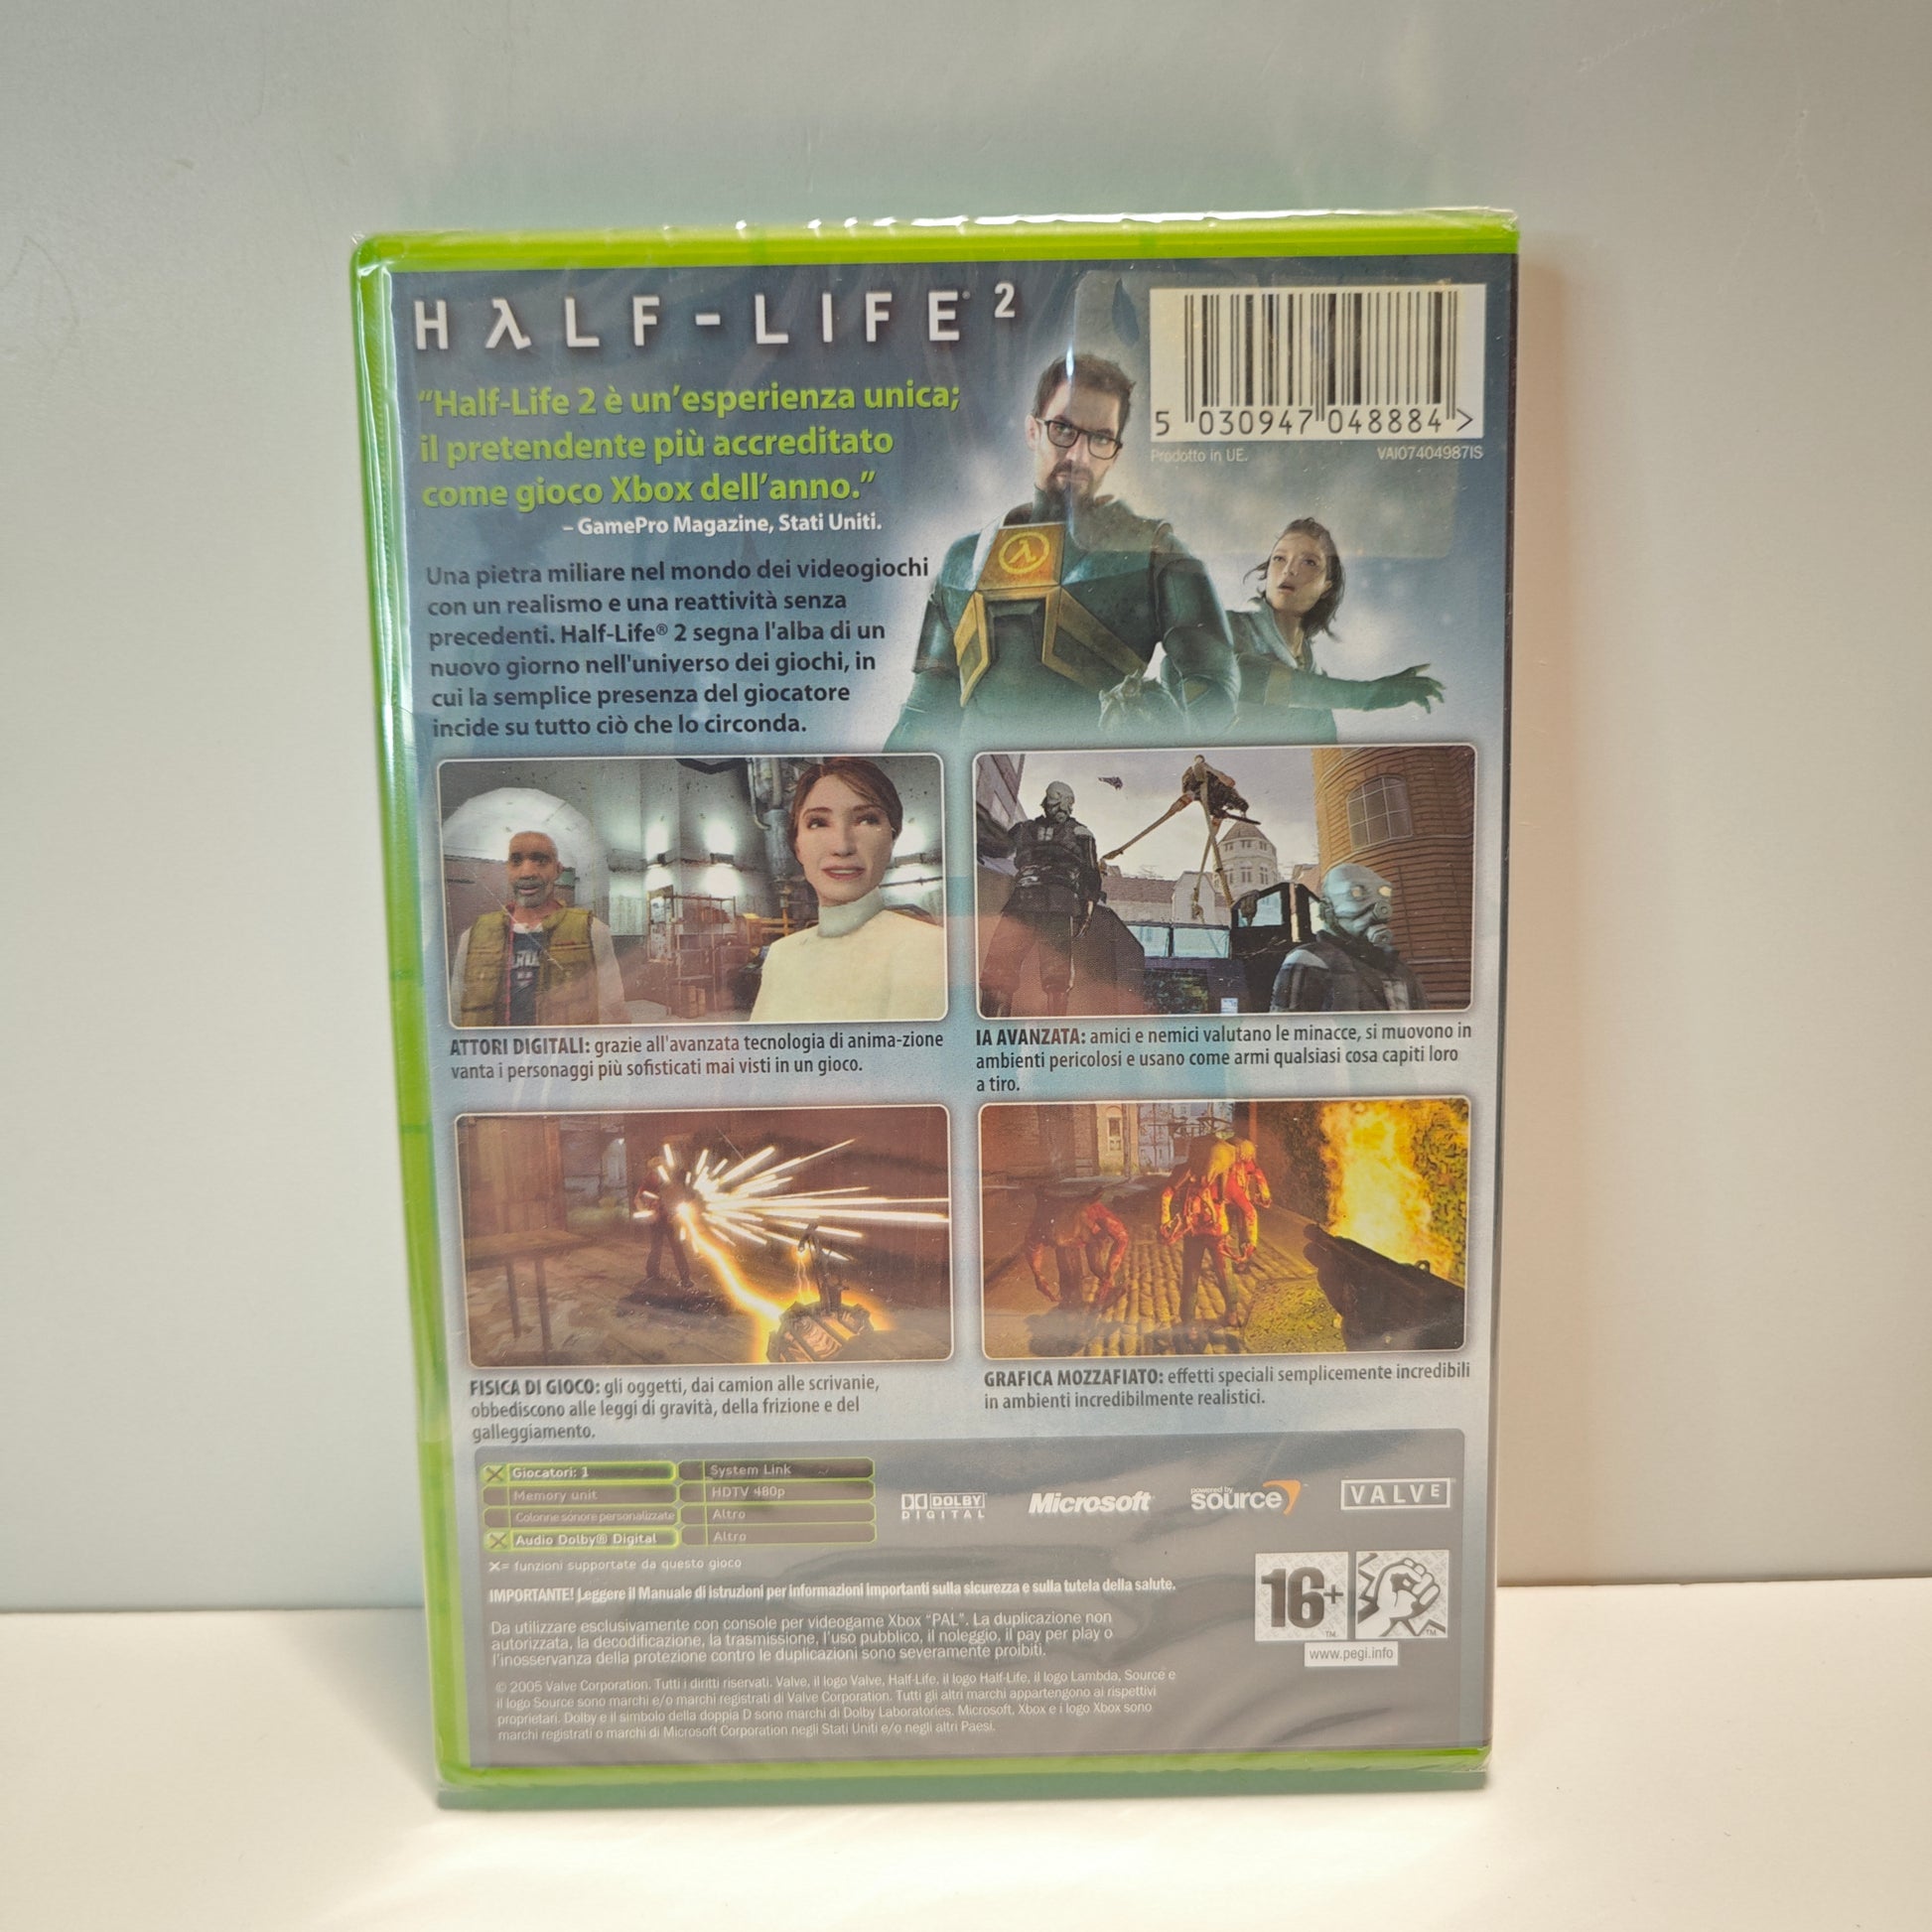 HλLF-LIFE® 2
"Half-Life 2 è un'esperienza unica;
il pretendente più accreditato
come gioco Xbox dell'anno."
– GamePro Magazine, Stati Uniti.
5 030947 048884 >
Prodotto in UE. VAI07404987IS
Una pietra miliare nel mondo dei videogiochi
con un realismo e una reattività senza
precedenti. Half-Life® 2 segna l'alba di un
nuovo giorno nell'universo dei giochi, in
cui la semplice presenza del giocatore
incide su tutto ciò che lo circonda.
ATTORI DIGITALI: grazie all'avanzata tecnologia di anima-zione
vanta i personaggi più sofisticati mai visti in un gioco.
IA AVANZATA: amici e nemici valutano le minacce, si muovono in
ambienti pericolosi e usano come armi qualsiasi cosa capiti loro
a tiro.
FISICA DI GIOCO: gli oggetti, dai camion alle scrivanie,
obbediscono alle leggi di gravità, della frizione e del
galleggiamento.
GRAFICA MOZZAFIATO: effetti speciali semplicemente incredibili
in ambienti incredibilmente realistici.
X Giocatori: 1 System Link
Memory unit HDTV 480p
Colonne sonore personalizzate Altro
X Audio Dolby® Digital Altro
X= funzioni supportate da questo gioco
DOLBY
DIGITAL
Microsoft
powered by
source
VALVE
IMPORTANTE! Leggere il Manuale di istruzioni per informazioni importanti sulla sicurezza e sulla tutela della salute.
Da utilizzare esclusivamente con console per videogame Xbox "PAL". La duplicazione non
autorizzata, la decodificazione, la trasmissione, l'uso pubblico, il noleggio, il pay per play o
l'inosservanza della protezione contro le duplicazioni sono severamente proibiti.
© 2005 Valve Corporation. Tutti i diritti riservati. Valve, il logo Valve, Half-Life, il logo Half-Life, il logo Lambda, Source e
il logo Source sono marchi e/o marchi registrati di Valve Corporation. Tutti gli altri marchi appartengono ai rispettivi
proprietari. Dolby e il simbolo della doppia D sono marchi di Dolby Laboratories. Microsoft, Xbox e i logo Xbox sono
marchi registrati o marchi di Microsoft Corporation negli Stati Uniti e/o negli altri Paesi.
16+
www.pegi.info